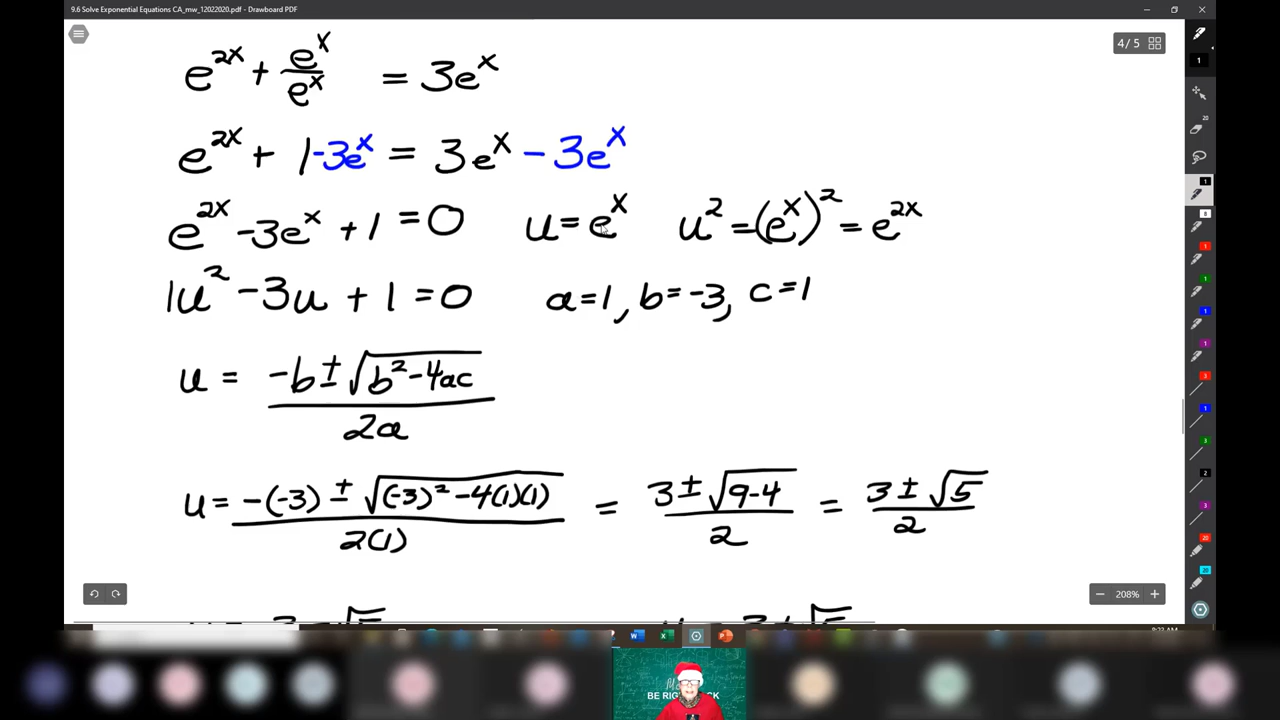 9.6 Solve Exponential Equations CA_mw_12022020.pdf - Drawboard PDF
4 / 5
e^{2x} + e^x/e^x = 3e^x
e^{2x} + 1 - 3e^x = 3e^x - 3e^x
e^{2x} - 3e^x + 1 = 0 u = e^x u^2 = (e^x)^2 = e^{2x}
1u^2 - 3u + 1 = 0 a = 1, b = -3, c = 1
u = (-b ± √(b^2 - 4ac))/2a
u = (-(-3) ± √((-3)^2 - 4(1)(1)))/2(1) = (3 ± √(9-4))/2 = (3 ± √5)/2
208%
BE RIGHT BACK